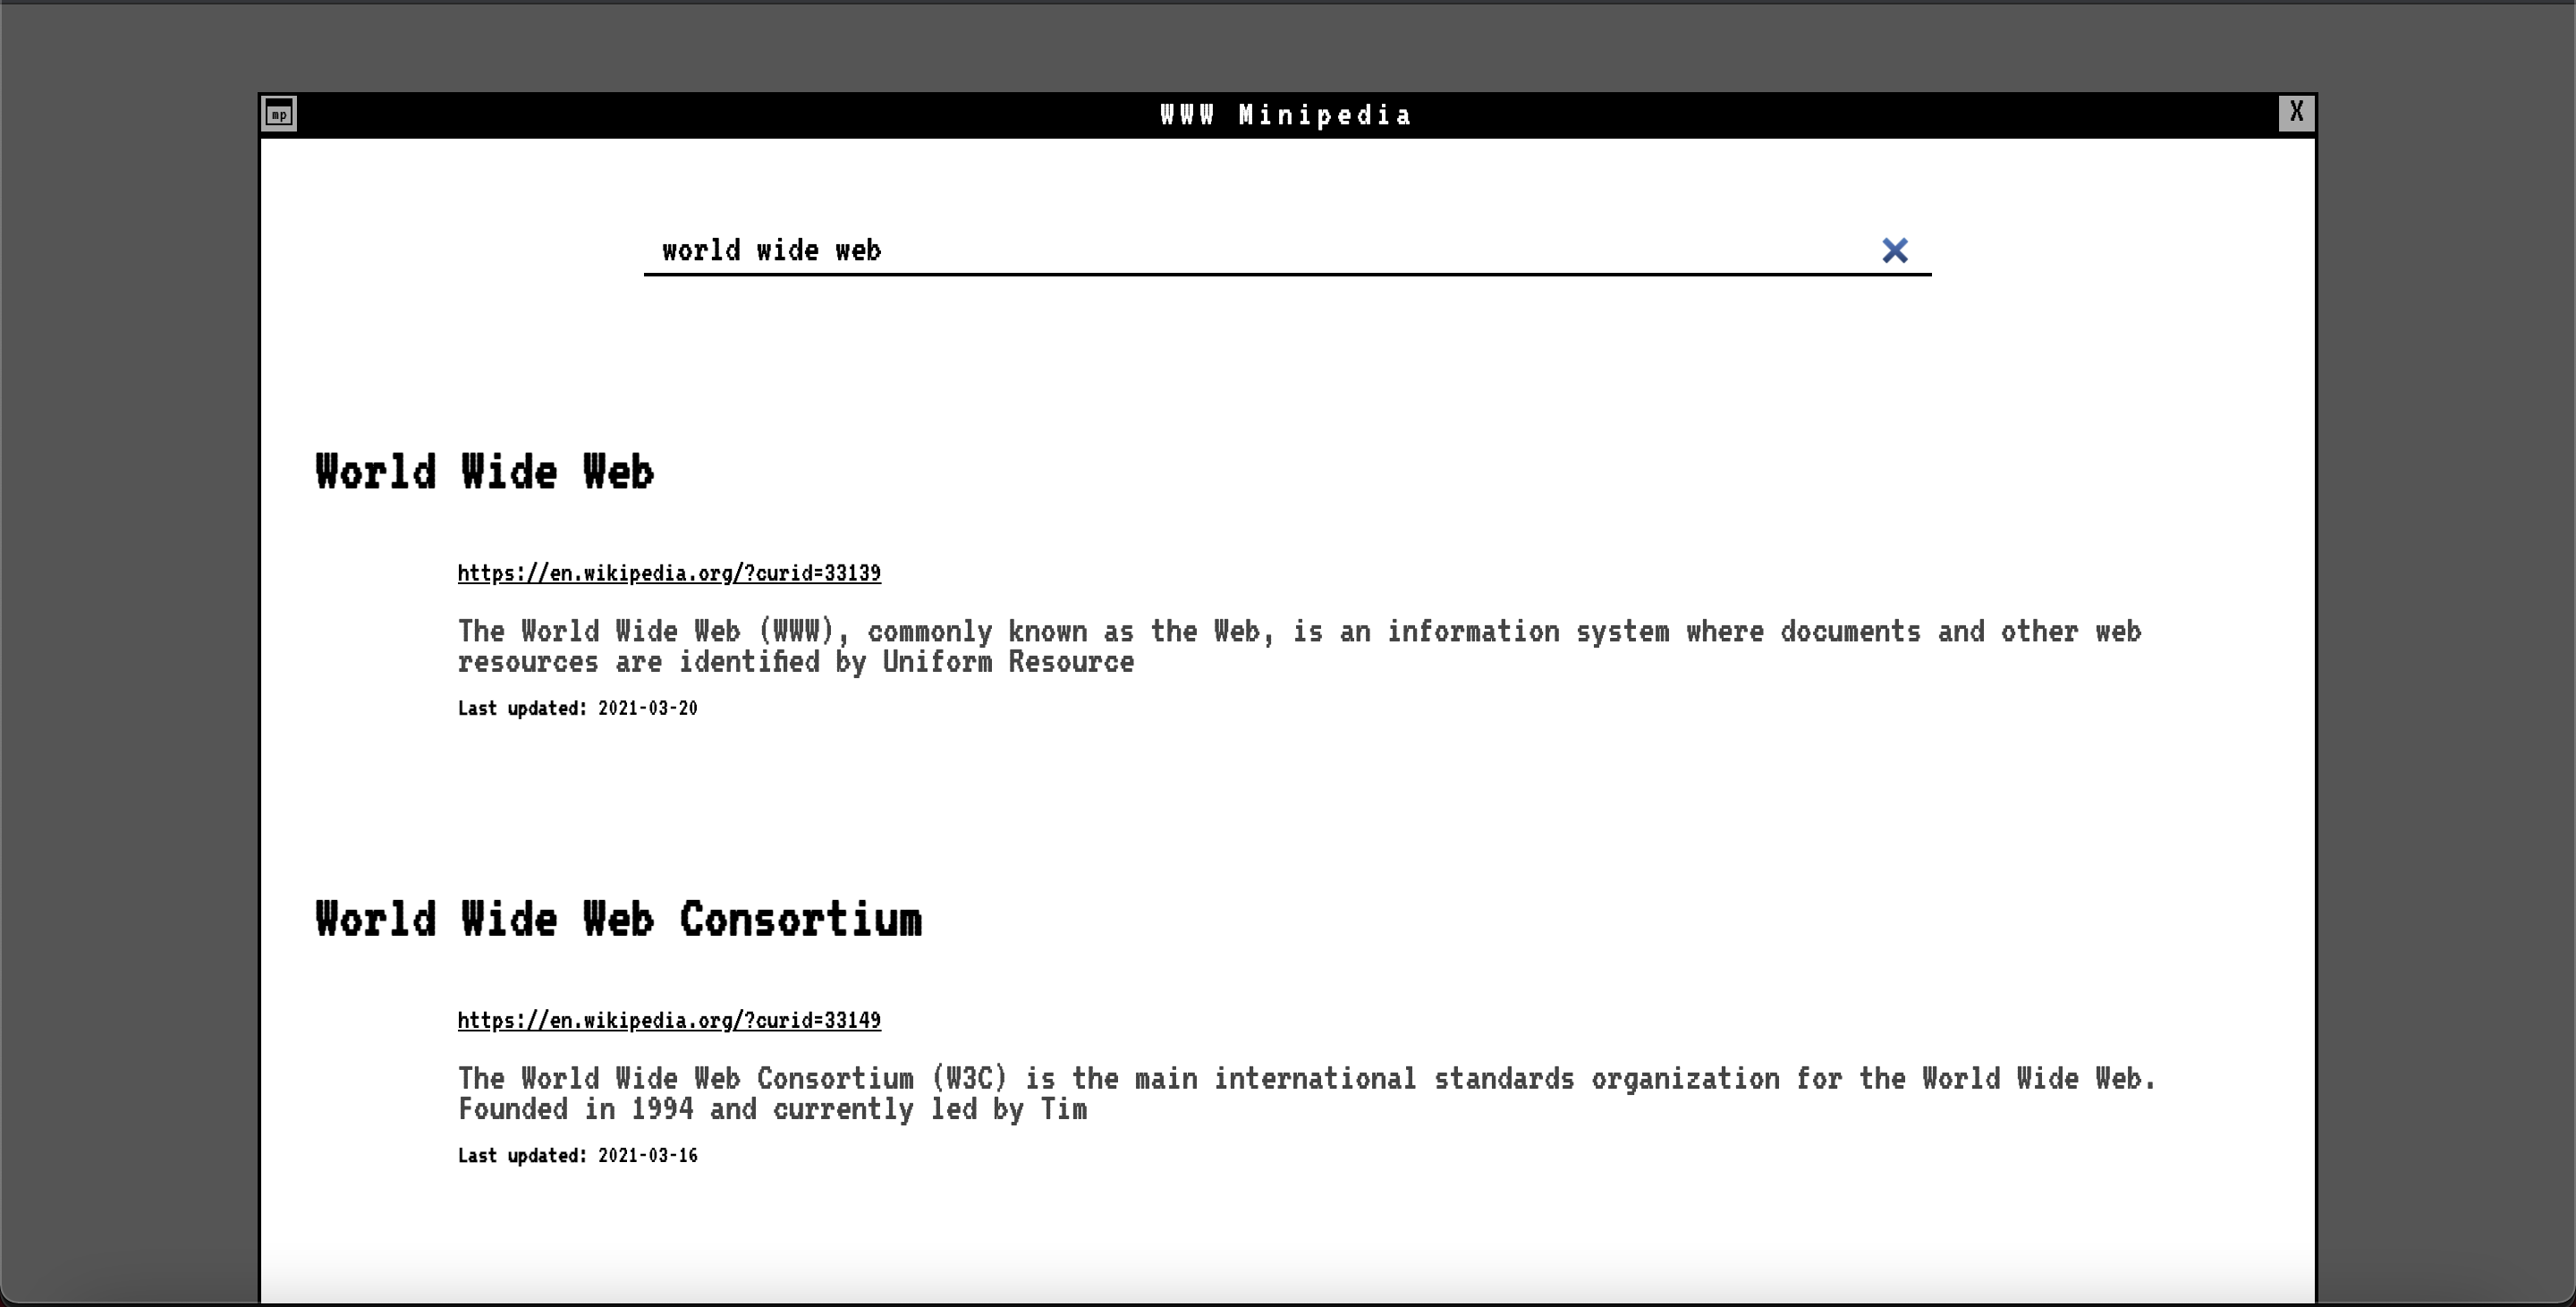 mp
WWW Minipedia
X
world wide web
World Wide Web
https://en.wikipedia.org/?curid=33139
The World Wide Web (WWW), commonly known as the Web, is an information system where documents and other web
resources are identified by Uniform Resource
Last updated: 2021-03-20
World Wide Web Consortium
https://en.wikipedia.org/?curid=33149
The World Wide Web Consortium (W3C) is the main international standards organization for the World Wide Web.
Founded in 1994 and currently led by Tim
Last updated: 2021-03-16